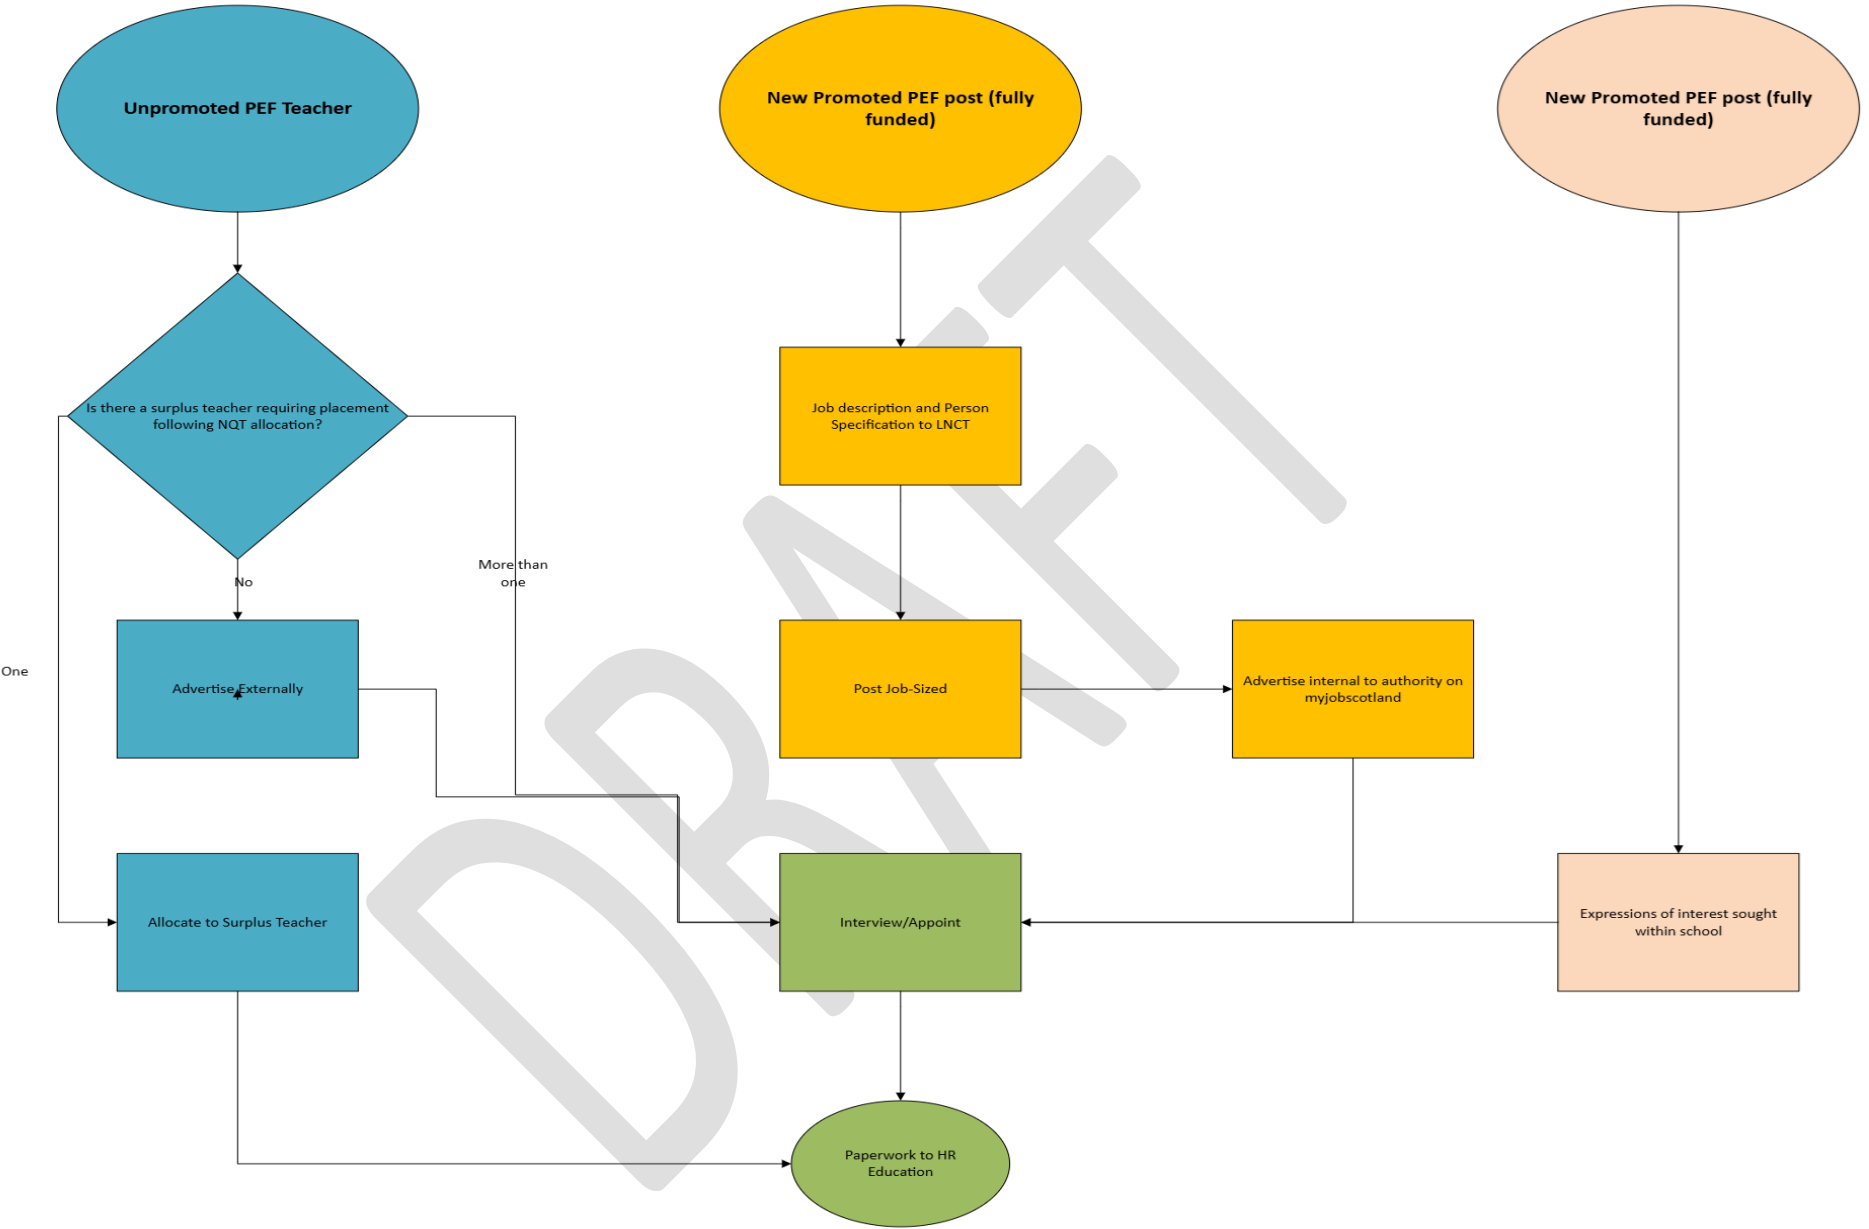 Unpromoted PEF Teacher
New Promoted PEF post (fully
funded)
New Promoted PEF post (fully
funded)
Is there a surplus teacher requiring placement
following NQT allocation?
Job description and Person
Specification to LNCT
No
More than
one
One
Advertise Externally
Post Job-Sized
Advertise internal to authority on
myjobscotland
Allocate to Surplus Teacher
Interview/Appoint
Expressions of interest sought
within school
Paperwork to HR
Education
DRAFT